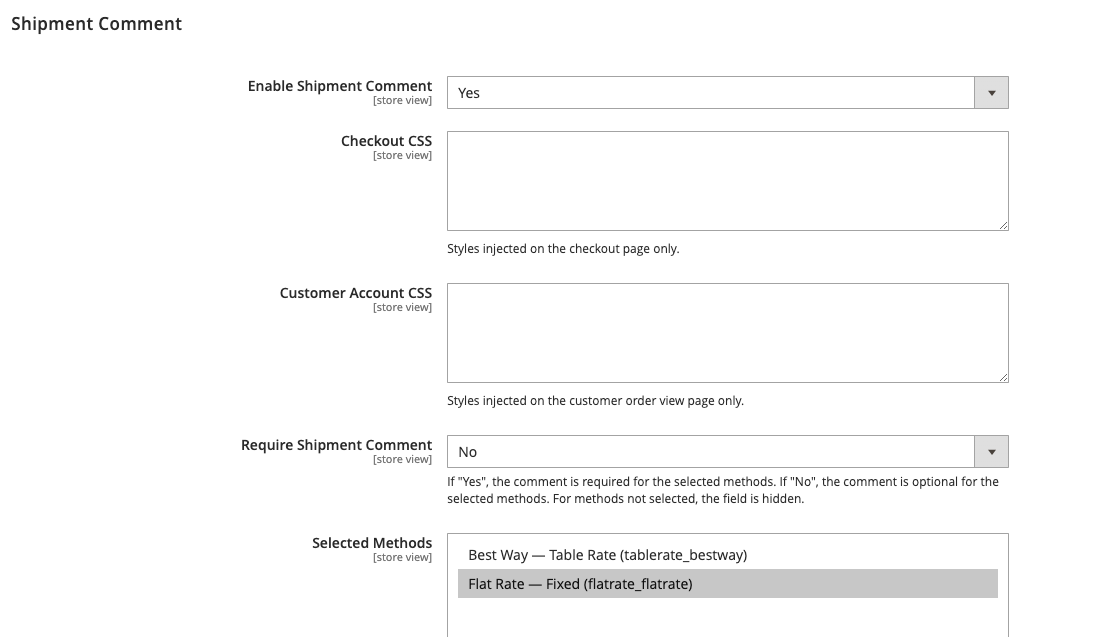 Shipment Comment
Enable Shipment Comment
[store view]
Yes
Checkout CSS
[store view]
Styles injected on the checkout page only.
Customer Account CSS
[store view]
Styles injected on the customer order view page only.
Require Shipment Comment
[store view]
No
If "Yes", the comment is required for the selected methods. If "No", the comment is optional for the
selected methods. For methods not selected, the field is hidden.
Selected Methods
[store view]
Best Way — Table Rate (tablerate_bestway)
Flat Rate — Fixed (flatrate_flatrate)